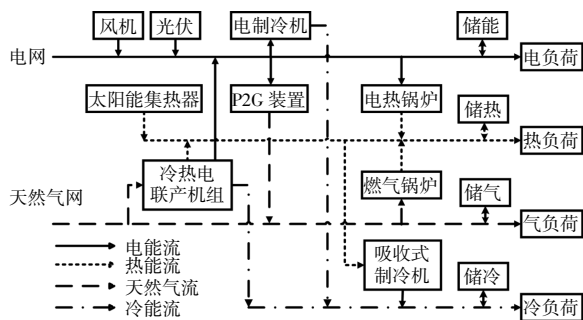 风机
光伏
电制冷机
储能
电网
电负荷
太阳能集热器
P2G 装置
电热锅炉
储热
热负荷
冷热电
联产机组
燃气锅炉
储气
天然气网
气负荷
电能流
热能流
天然气流
冷能流
吸收式
制冷机
储冷
冷负荷